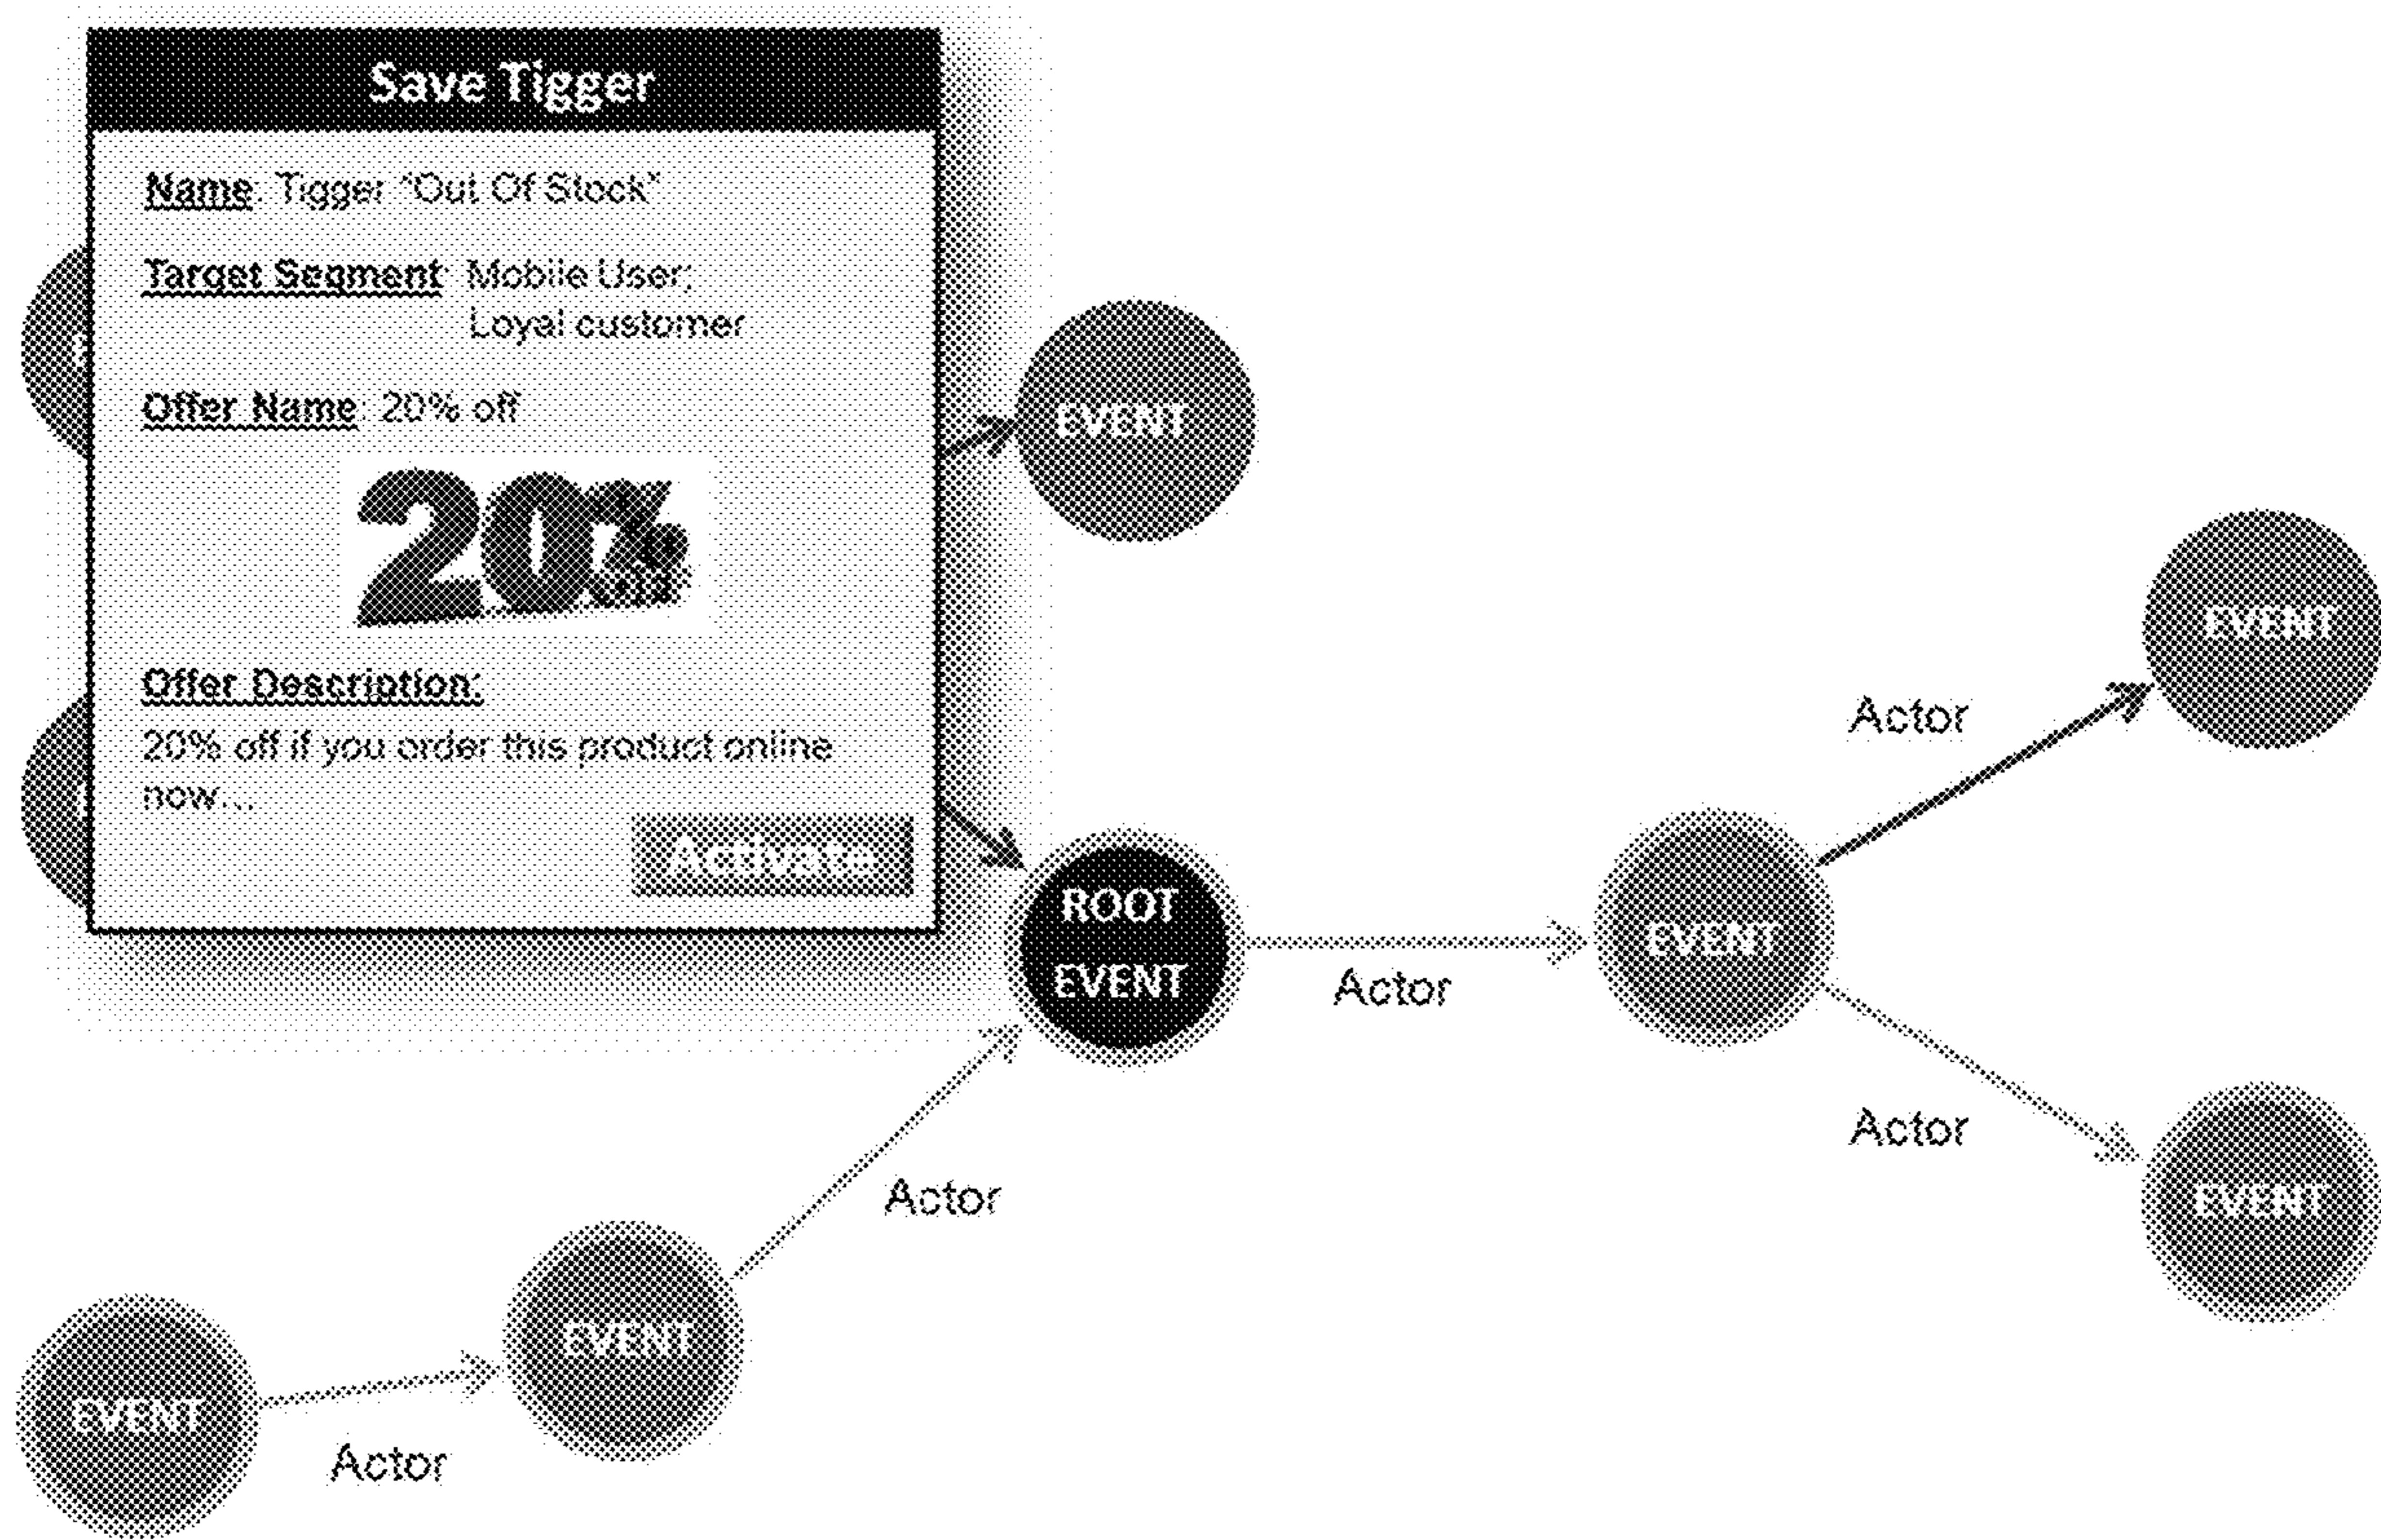 Save Tigger
Name: Tigger "Out Of Stock"
Target Segment: Mobile User;
Loyal customer
Offer Name: 20% off
20%
Offer Description:
20% off if you order this product online
now...
Activate
EVENT
EVENT
Actor
ROOT
EVENT
Actor
EVENT
Actor
EVENT
Actor
EVENT
EVENT
Actor